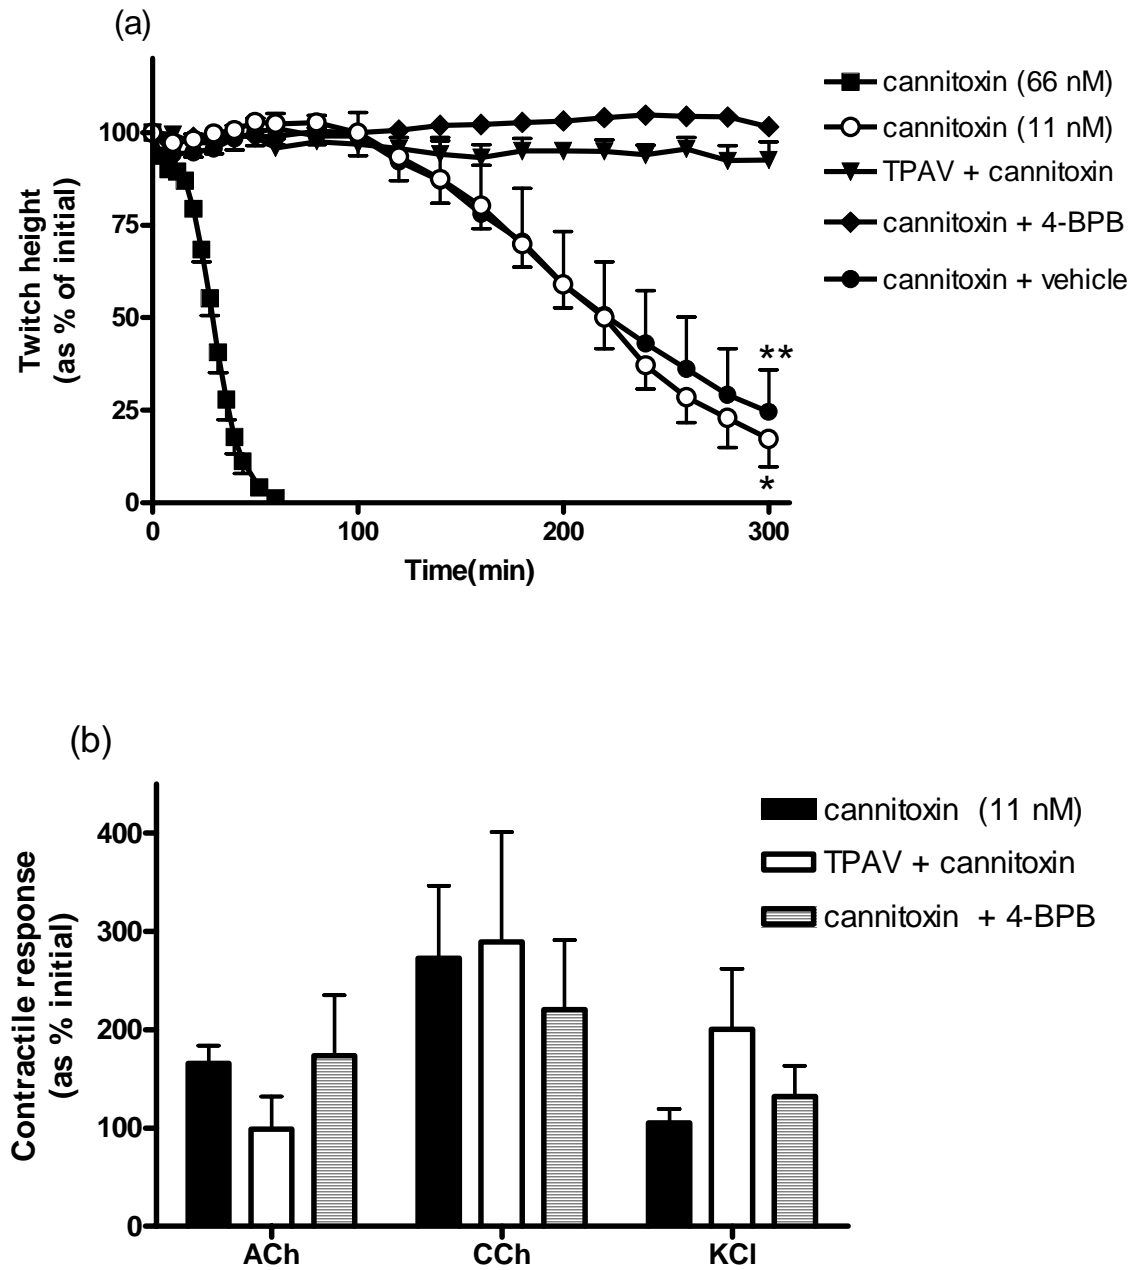 (a)
Twitch height
(as % of initial)
100
75
50
25
0
0 100 200 300
Time(min)
**
*
cannitoxin (66 nM)
cannitoxin (11 nM)
TPAV + cannitoxin
cannitoxin + 4-BPB
cannitoxin + vehicle
(b)
Contractile response
(as % initial)
400
300
200
100
0
ACh CCh KCl
cannitoxin (11 nM)
TPAV + cannitoxin
cannitoxin + 4-BPB